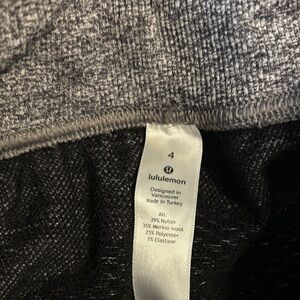 4
lululemon
Designed in
Vancouver
Made in Turkey
All:
39% Nylon
35% Merino wool
25% Polyester
1% Elastane